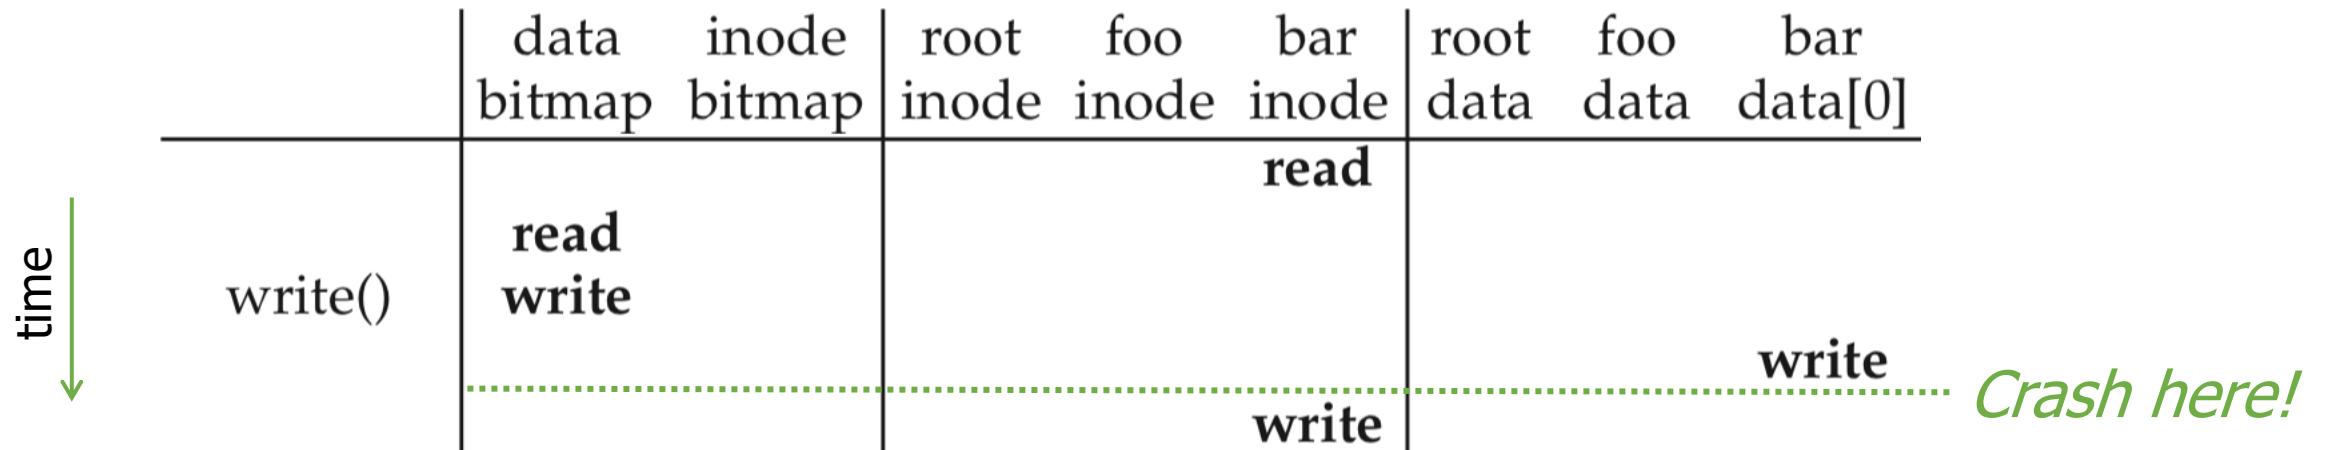 data inode root foo bar root foo bar
bitmap bitmap inode inode inode data data data[0]
read
read
time
write() write
write
Crash here!
write